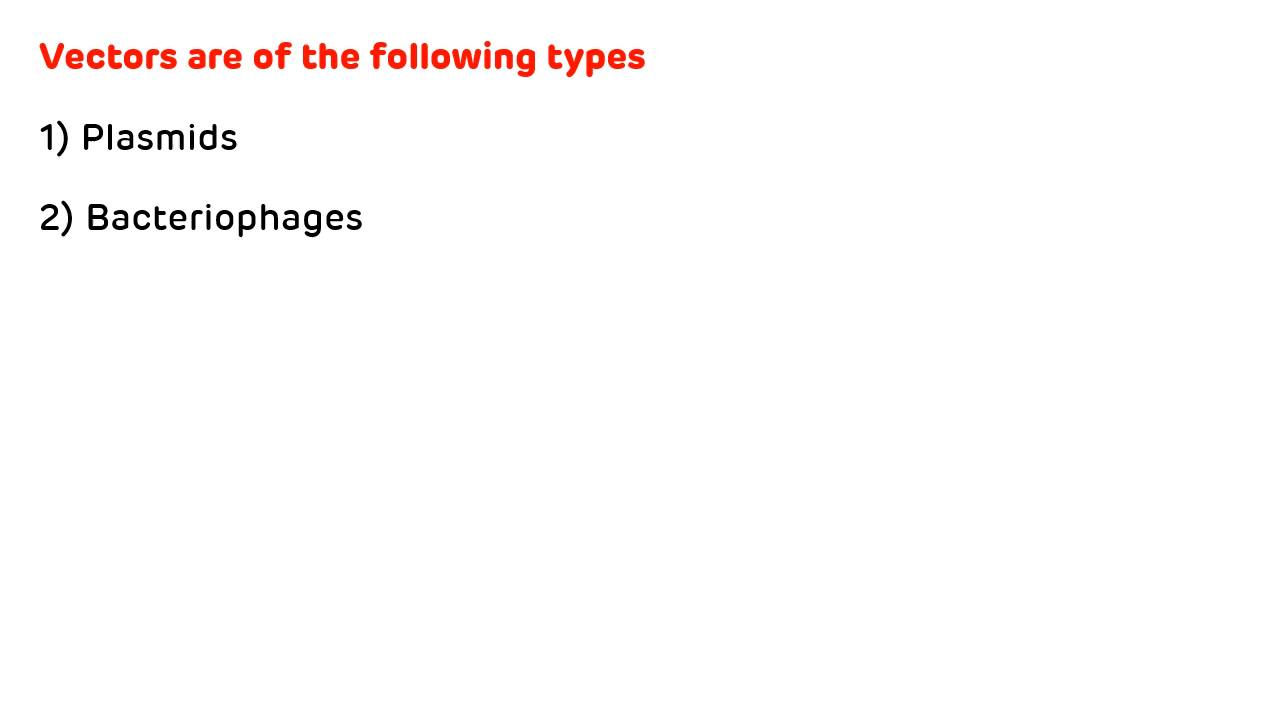 Vectors are of the following types
1) Plasmids
2) Bacteriophages